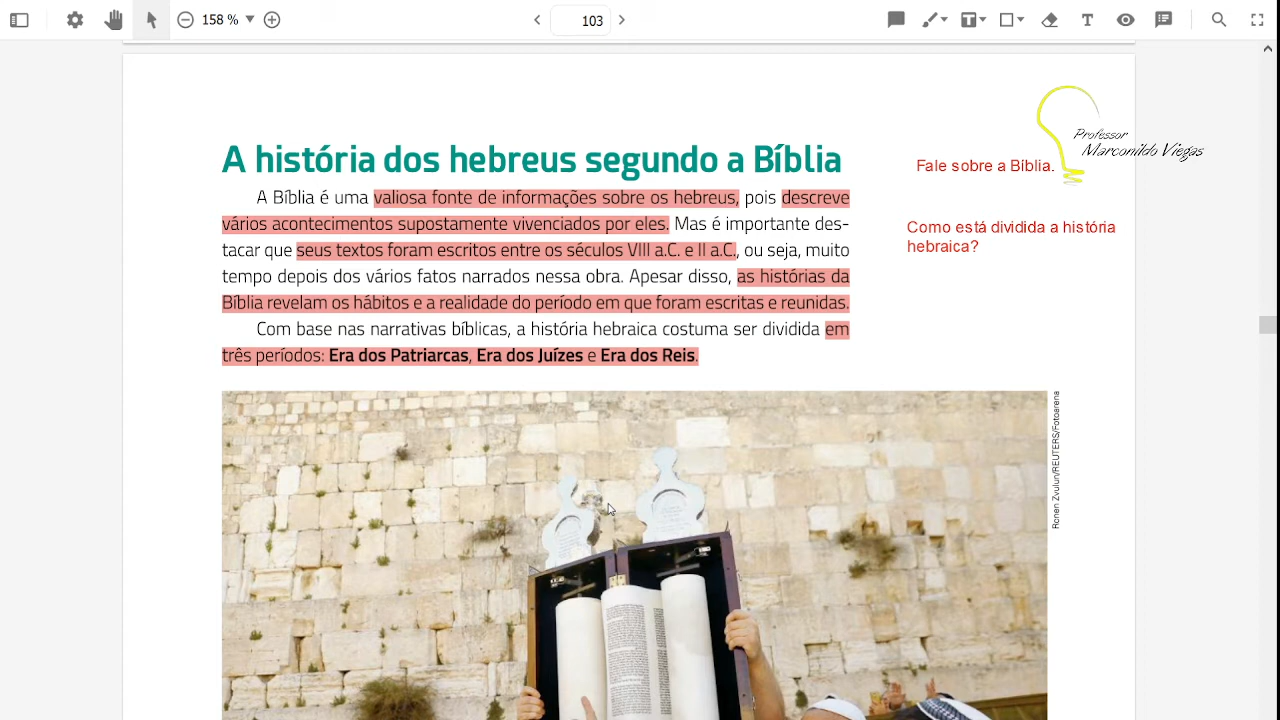 158 %
103
A história dos hebreus segundo a Bíblia
A Bíblia é uma valiosa fonte de informações sobre os hebreus, pois descreve
vários acontecimentos supostamente vivenciados por eles. Mas é importante des-
tacar que seus textos foram escritos entre os séculos VIII a.C. e II a.C., ou seja, muito
tempo depois dos vários fatos narrados nessa obra. Apesar disso, as histórias da
Bíblia revelam os hábitos e a realidade do período em que foram escritas e reunidas.
Com base nas narrativas bíblicas, a história hebraica costuma ser dividida em
três períodos: Era dos Patriarcas, Era dos Juízes e Era dos Reis.
Professor
Marconildo Viegas
Fale sobre a Bíblia.
Como está dividida a história
hebraica?
Ronen Zvulun/REUTERS/Fotoarena